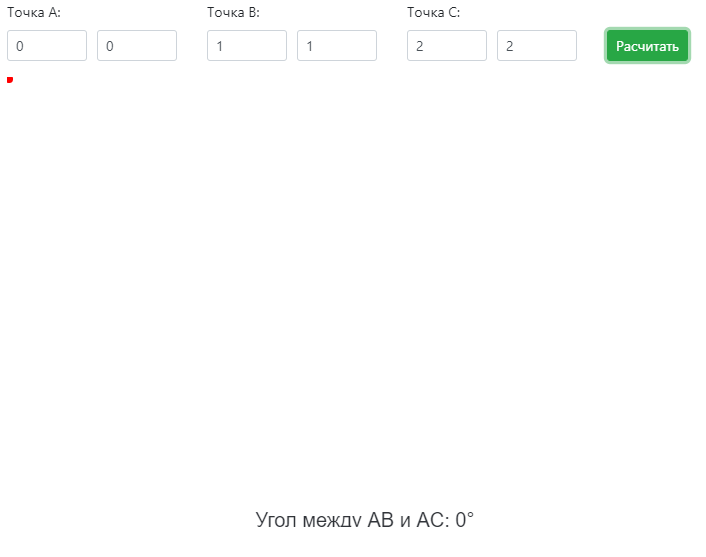 Точка A: Точка B: Точка C:
0 0 1 1 2 2 Расчитать
Угол между AB и AC: 0°